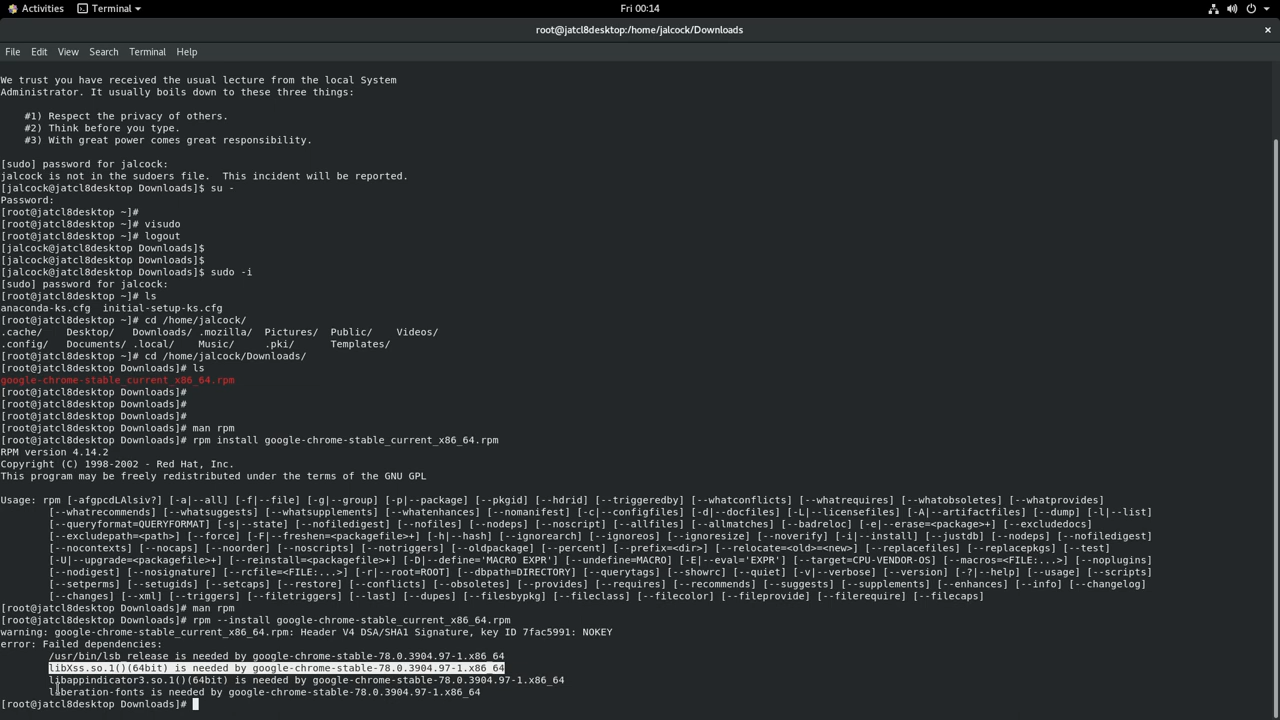 Activities Terminal Fri 00:14
root@jatcl8desktop:/home/jalcock/Downloads ×
File Edit View Search Terminal Help
We trust you have received the usual lecture from the local System
Administrator. It usually boils down to these three things:
#1) Respect the privacy of others.
#2) Think before you type.
#3) With great power comes great responsibility.
[sudo] password for jalcock:
jalcock is not in the sudoers file.  This incident will be reported.
[jalcock@jatcl8desktop Downloads]$ su -
Password:
[root@jatcl8desktop ~]#
[root@jatcl8desktop ~]# visudo
[root@jatcl8desktop ~]# logout
[jalcock@jatcl8desktop Downloads]$
[jalcock@jatcl8desktop Downloads]$
[jalcock@jatcl8desktop Downloads]$ sudo -i
[sudo] password for jalcock:
[root@jatcl8desktop ~]# ls
anaconda-ks.cfg  initial-setup-ks.cfg
[root@jatcl8desktop ~]# cd /home/jalcock/
.cache/    Desktop/   Downloads/ .mozilla/  Pictures/  Public/    Videos/
.config/   Documents/ .local/    Music/     .pki/      Templates/
[root@jatcl8desktop ~]# cd /home/jalcock/Downloads/
[root@jatcl8desktop Downloads]# ls
google-chrome-stable_current_x86_64.rpm
[root@jatcl8desktop Downloads]#
[root@jatcl8desktop Downloads]#
[root@jatcl8desktop Downloads]#
[root@jatcl8desktop Downloads]# man rpm
[root@jatcl8desktop Downloads]# rpm install google-chrome-stable_current_x86_64.rpm
RPM version 4.14.2
Copyright (C) 1998-2002 - Red Hat, Inc.
This program may be freely redistributed under the terms of the GNU GPL
Usage: rpm [-afgpcdLAlsiv?] [-a|--all] [-f|--file] [-g|--group] [-p|--package] [--pkgid] [--hdrid] [--triggeredby] [--whatconflicts] [--whatrequires] [--whatobsoletes] [--whatprovides]
[--whatrecommends] [--whatsuggests] [--whatsupplements] [--whatenhances] [--nomanifest] [-c|--configfiles] [-d|--docfiles] [-L|--licensefiles] [-A|--artifactfiles] [--dump] [-l|--list]
[--queryformat=QUERYFORMAT] [-s|--state] [--nofiledigest] [--nofiles] [--nodeps] [--noscript] [--allfiles] [--allmatches] [--badreloc] [-e|--erase=<package>+] [--excludedocs]
[--excludepath=<path>] [--force] [-F|--freshen=<packagefile>+] [-h|--hash] [--ignorearch] [--ignoreos] [--ignoresize] [--noverify] [-i|--install] [--justdb] [--nodeps] [--nofiledigest]
[--nocontexts] [--nocaps] [--noorder] [--noscripts] [--notriggers] [--oldpackage] [--percent] [--prefix=<dir>] [--relocate=<old>=<new>] [--replacefiles] [--replacepkgs] [--test]
[-U|--upgrade=<packagefile>+] [--reinstall=<packagefile>+] [-D|--define='MACRO EXPR'] [--undefine=MACRO] [-E|--eval='EXPR'] [--target=CPU-VENDOR-OS] [--macros=<FILE:...>] [--noplugins]
[--nodigest] [--nosignature] [--rcfile=<FILE:...>] [-r|--root=ROOT] [--dbpath=DIRECTORY] [--querytags] [--showrc] [--quiet] [-v|--verbose] [--version] [-?|--help] [--usage] [--scripts]
[--setperms] [--setugids] [--setcaps] [--restore] [--conflicts] [--obsoletes] [--provides] [--requires] [--recommends] [--suggests] [--supplements] [--enhances] [--info] [--changelog]
[--changes] [--xml] [--triggers] [--filetriggers] [--last] [--dupes] [--filesbypkg] [--fileclass] [--filecolor] [--fileprovide] [--filerequire] [--filecaps]
[root@jatcl8desktop Downloads]# man rpm
[root@jatcl8desktop Downloads]# rpm --install google-chrome-stable_current_x86_64.rpm
warning: google-chrome-stable_current_x86_64.rpm: Header V4 DSA/SHA1 Signature, key ID 7fac5991: NOKEY
error: Failed dependencies:
/usr/bin/lsb_release is needed by google-chrome-stable-78.0.3904.97-1.x86_64
libXss.so.1()(64bit) is needed by google-chrome-stable-78.0.3904.97-1.x86_64
libappindicator3.so.1()(64bit) is needed by google-chrome-stable-78.0.3904.97-1.x86_64
liberation-fonts is needed by google-chrome-stable-78.0.3904.97-1.x86_64
[root@jatcl8desktop Downloads]#